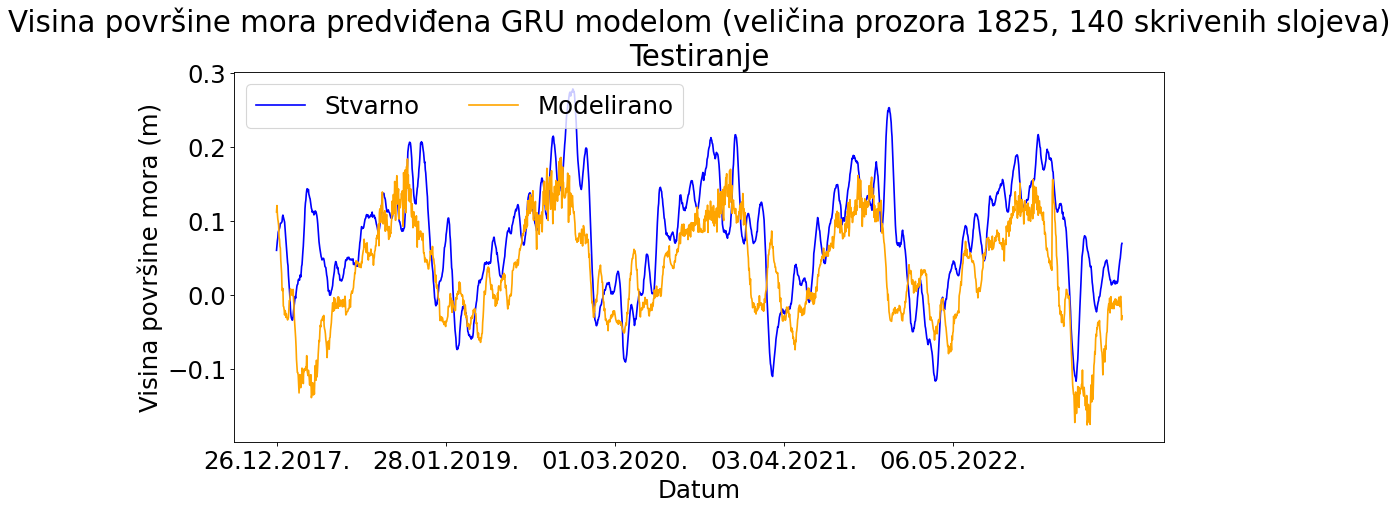 Visina površine mora predviđena GRU modelom (veličina prozora 1825, 140 skrivenih slojeva)
Testiranje
Stvarno
Modelirano
Visina površine mora (m)
0.3
0.2
0.1
0.0
−0.1
26.12.2017.
28.01.2019.
01.03.2020.
03.04.2021.
06.05.2022.
Datum